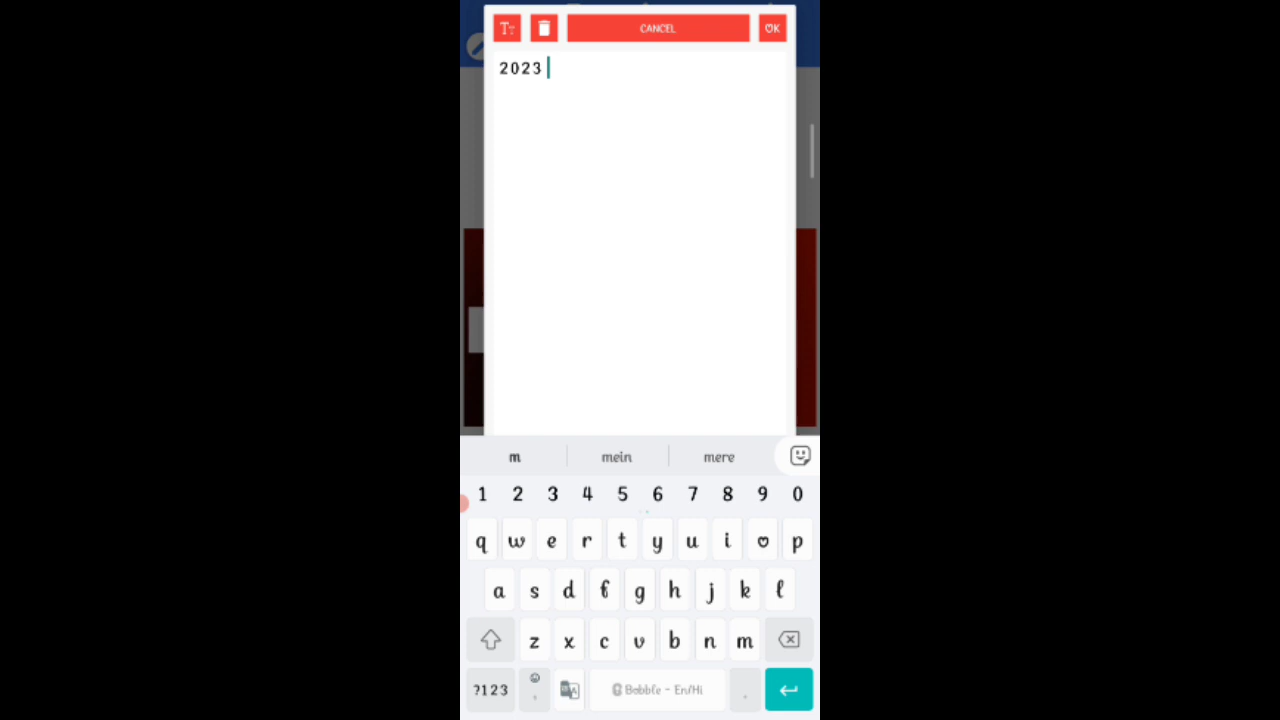 Tт CANCEL OK
2023
m mein mere
1 2 3 4 5 6 7 8 9 0
q w e r t y u i o p
a s d f g h j k l
z x c v b n m
?123 , Bobble - En/Hi .